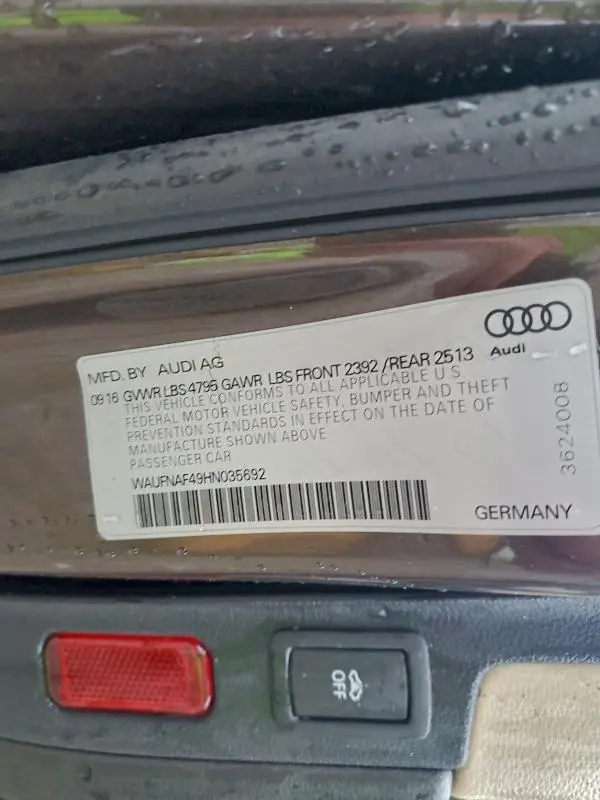 MFD. BY AUDI AG
09 16 GVWR LBS 4795 GAWR LBS FRONT 2392 /REAR 2513
Audi
THIS VEHICLE CONFORMS TO ALL APPLICABLE U.S.
FEDERAL MOTOR VEHICLE SAFETY, BUMPER AND THEFT
PREVENTION STANDARDS IN EFFECT ON THE DATE OF
MANUFACTURE SHOWN ABOVE
PASSENGER CAR
WAUFNAF49HN035692
3624008
GERMANY
OFF